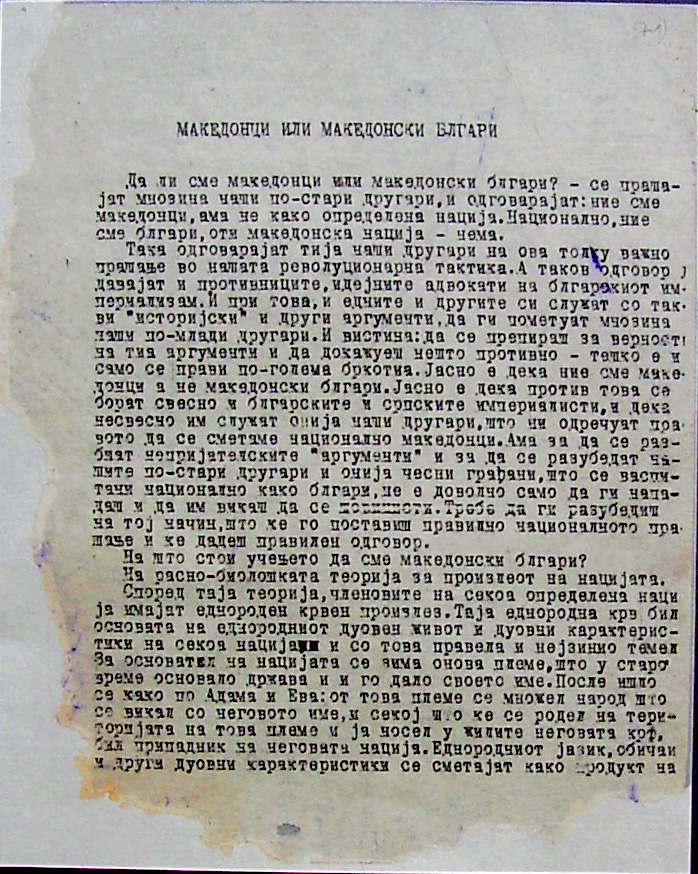 МАКЕДОНЦИ ИЛИ МАКЕДОНСКИ БЛГАРИ
Да ли сме македонци или македонски блгари? - се праша-
јат мнозина наши по-стари другари,и одговарајат:ние сме
македонци,ама не како определена нација.Национално,ние
сме блгари,оти македонска нација - нема.
Така одговарајат тија наши другари на ова толку важно
прашање во нашата револуционарна тактика.А таков одговор ј
давајат и противниците,идејните адвокати на блгарскиот им-
периализам.И при това,и едните и другите си служат со так-
ви "историјски" и други аргументи,да ги пометуат мнозина
наши по-млади другари.И вистина:да се препираш за верност
на тиа аргументи и да докажуеш нешто противно - тешко е и
само се прави по-голема бркотиа.Јасно е дека ние сме маке-
донци а не македонски блгари.Јасно е дека против това се
борат свесно и блгарските и српските империалисти,и дека
несвесно им служат онија наши другари,што ни одречуат пра-
вото да се сметаме национално македонци.Ама за да се раз-
биат непријателските "аргументи" и за да се разубедат на-
шите по-стари другари и онија чесни граѓани,што се васпи-
тани национално како блгари,не е доволно само да ги напа-
даш и да им викаш да се Треба да ги разубедиш
на тој начин,што ке го поставиш правилно националното пра-
шање и ке дадеш правилен одговор.
На што стои учењето да сме македонски блгари?
На расно-биолошката теорија за произлеот на нацијата.
Според таја теорија,членовите на секоа определена наци
ја имајат еднороден крвен произлез.Таја еднородна крв бил
основата на еднородниот дуовен живот и дуовни карактерис-
тики на секоа нација и со това правела и нејзинио темел
За основател на нацијата се зима онова племе,што у старо
време основало држава и и го дало своето име.После ишло
се како по Адама и Ева:от това племе се множел народ што
се викал со неговото име,и секој што ке се родел на тери-
торијата на това племе и ја носел у жилите неговата крф,
бил припадник на неговата нација.Еднородниот јазик,обичаи
и други дуовни карактеристики се сметајат како продукт на